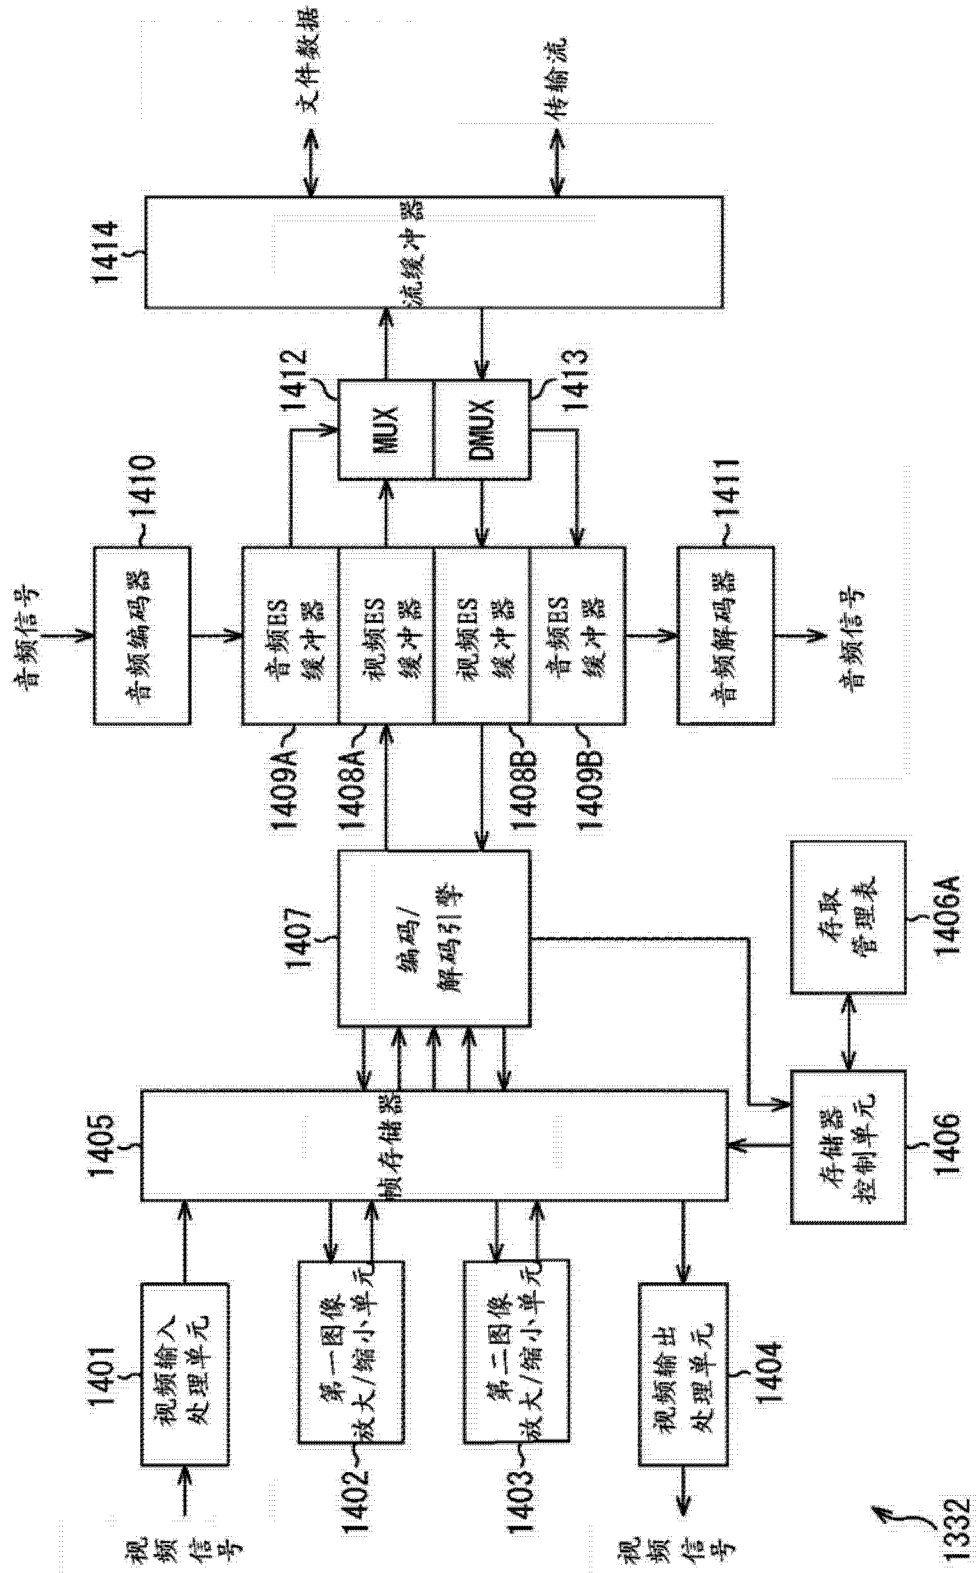 视频信号
1401
视频输入
处理单元
1402
第一图像
放大/缩小单元
1403
第二图像
放大/缩小单元
视频信号
1404
视频输出
处理单元
1405
帧存储器
1406
存储器
控制单元
1406A
存取
管理表
1407
编码/
解码引擎
音频信号
音频编码器
1410
1409A
音频ES
缓冲器
1408A
视频ES
缓冲器
1408B
视频ES
缓冲器
1409B
音频ES
缓冲器
音频解码器
1411
音频信号
1412
MUX
DMUX
1413
1414
流缓冲器
文件数据
传输流
1332